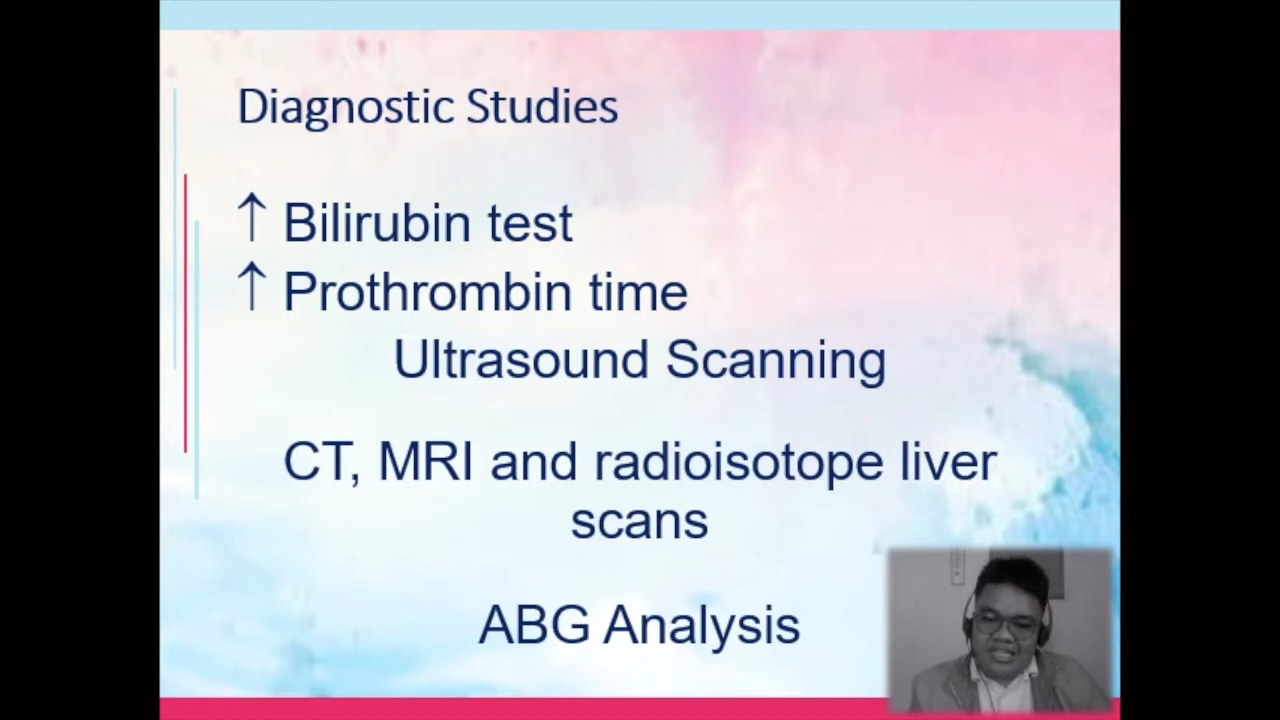 Diagnostic Studies
↑ Bilirubin test
↑ Prothrombin time
Ultrasound Scanning
CT, MRI and radioisotope liver
scans
ABG Analysis